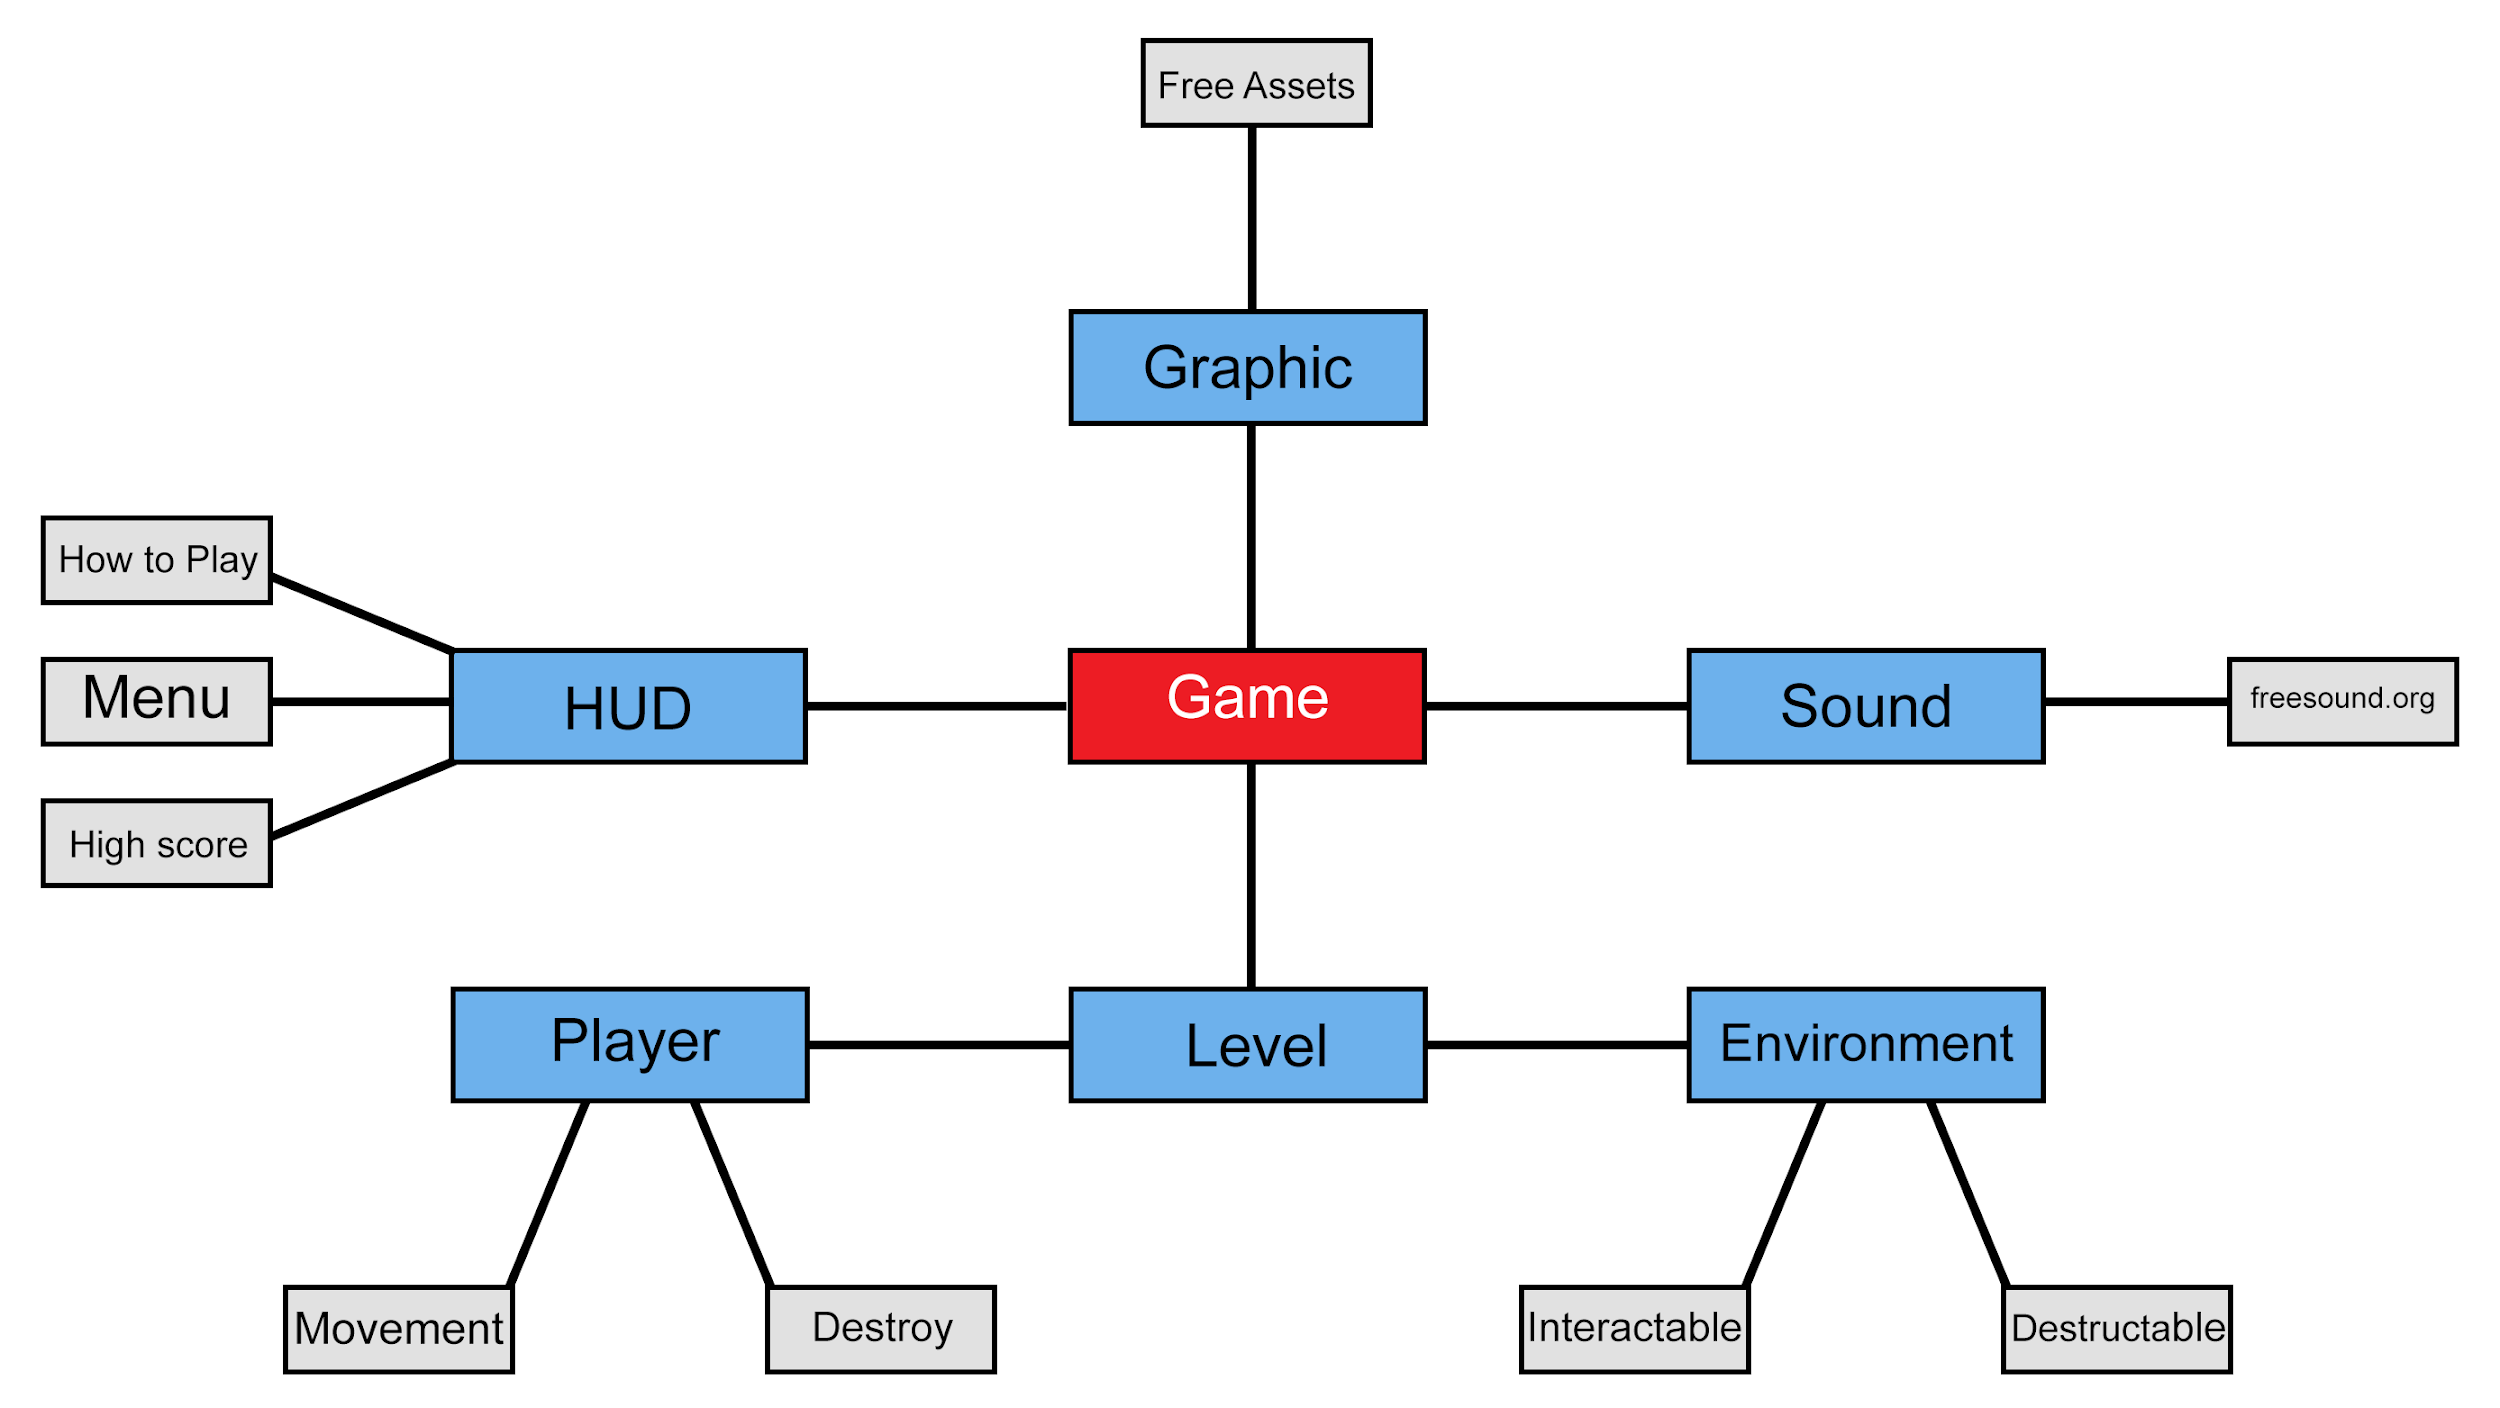 Free Assets
Graphic
How to Play
Menu
High score
HUD
Game
Sound
freesound.org
Player
Level
Environment
Movement
Destroy
Interactable
Destructable